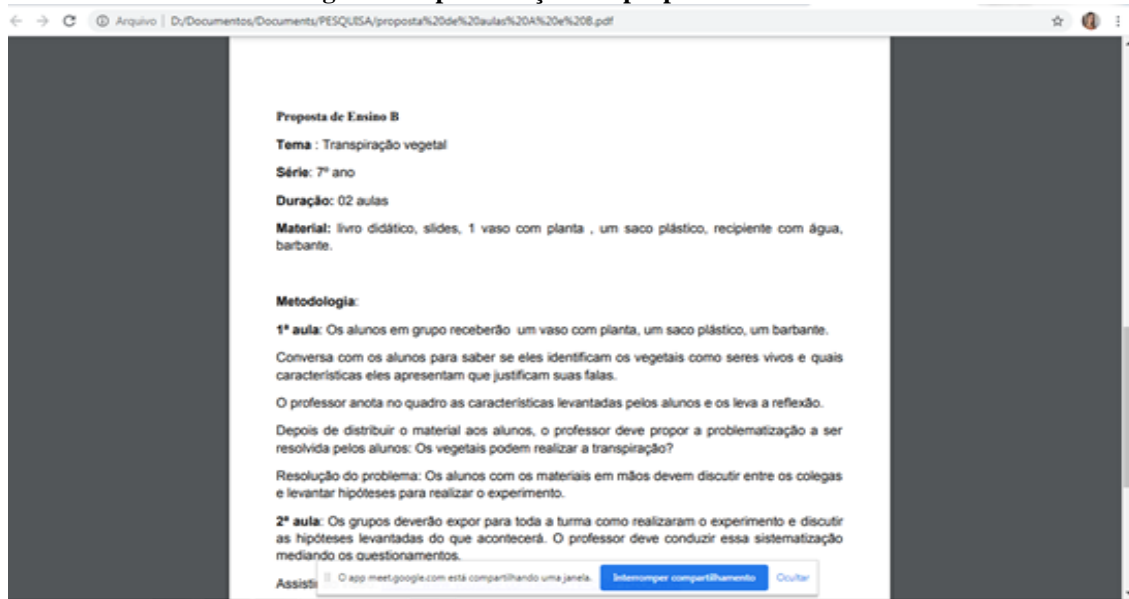 Arquivo | D:/Documentos/Documents/PESQUISA/proposta%20de%20aulas%20A%20e%20B.pdf
Proposta de Ensino B
Tema : Transpiração vegetal
Série: 7º ano
Duração: 02 aulas
Material: livro didático, slides, 1 vaso com planta , um saco plástico, recipiente com água,
barbante.
Metodologia:
1ª aula: Os alunos em grupo receberão um vaso com planta, um saco plástico, um barbante.
Conversa com os alunos para saber se eles identificam os vegetais como seres vivos e quais
características eles apresentam que justificam suas falas.
O professor anota no quadro as características levantadas pelos alunos e os leva a reflexão.
Depois de distribuir o material aos alunos, o professor deve propor a problematização a ser
resolvida pelos alunos: Os vegetais podem realizar a transpiração?
Resolução do problema: Os alunos com os materiais em mãos devem discutir entre os colegas
e levantar hipóteses para realizar o experimento.
2ª aula: Os grupos deverão expor para toda a turma como realizaram o experimento e discutir
as hipóteses levantadas do que acontecerá. O professor deve conduzir essa sistematização
mediando os questionamentos.
O app meet.google.com está compartilhando uma janela. Interromper compartilhamento Ocultar